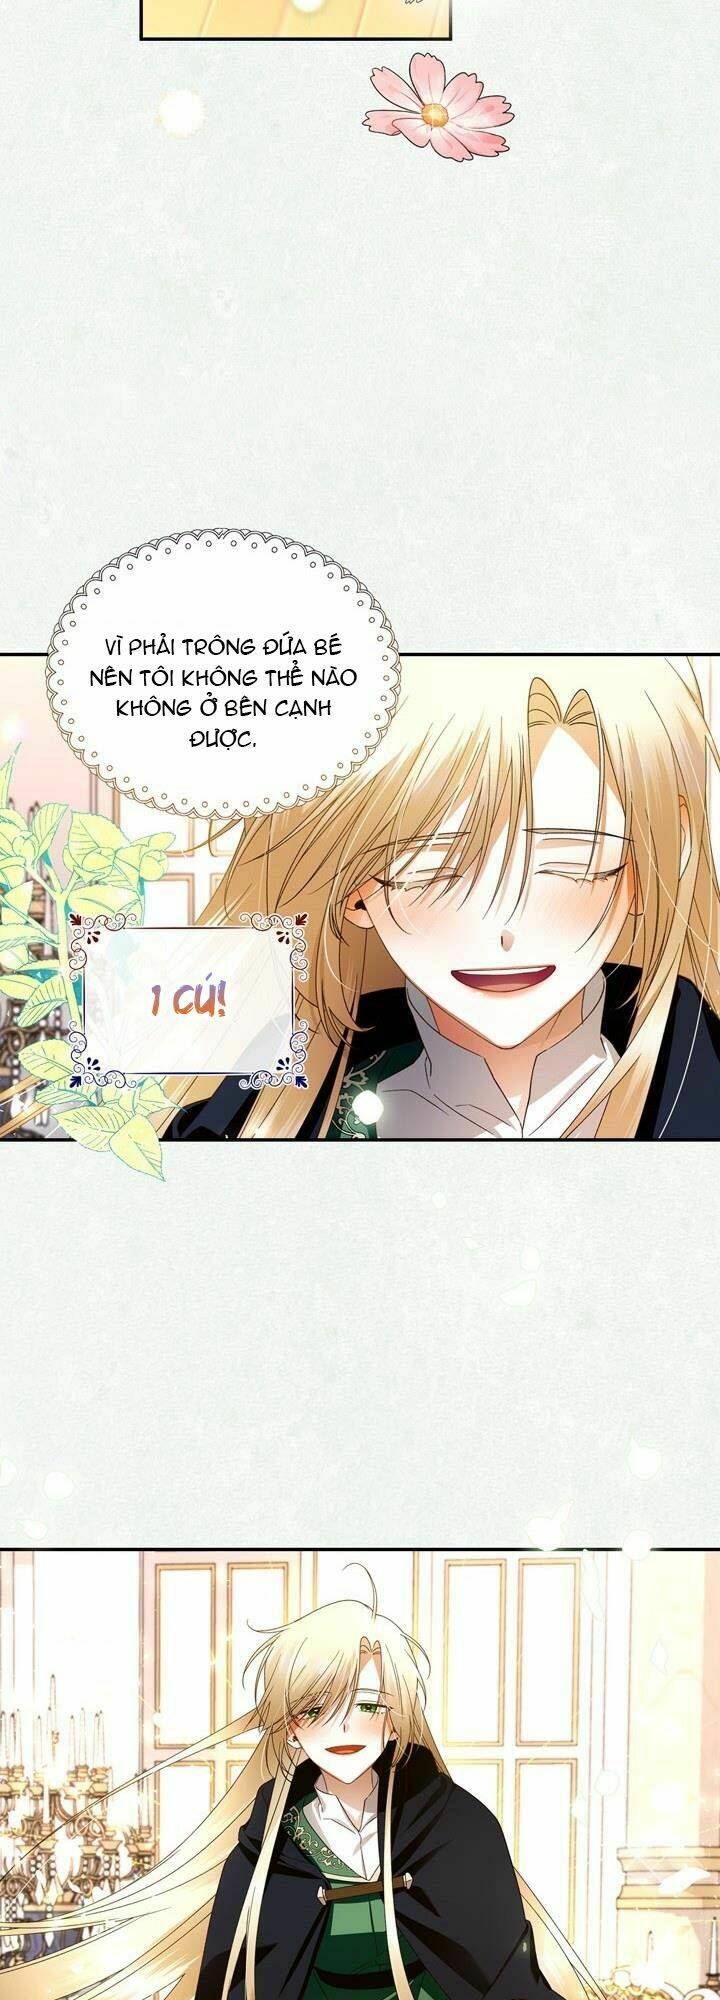 VÌ PHẢI TRÔNG ĐỨA BÉ
NÊN TÔI KHÔNG THỂ NÀO
KHÔNG Ở BÊN CẠNH
ĐƯỢC.
1 CÚ!